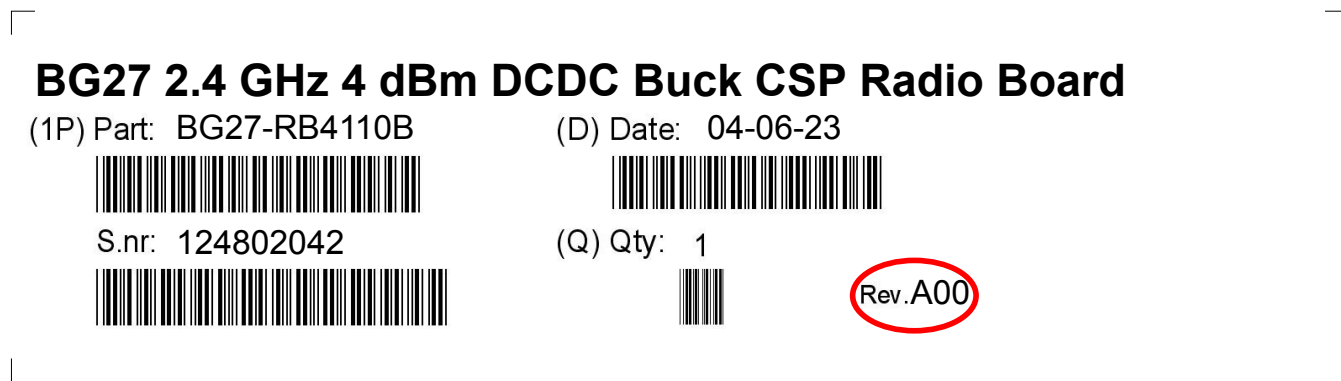 BG27 2.4 GHz 4 dBm DCDC Buck CSP Radio Board
(1P) Part: BG27-RB4110B (D) Date: 04-06-23
S.nr: 124802042 (Q) Qty: 1
Rev.A00